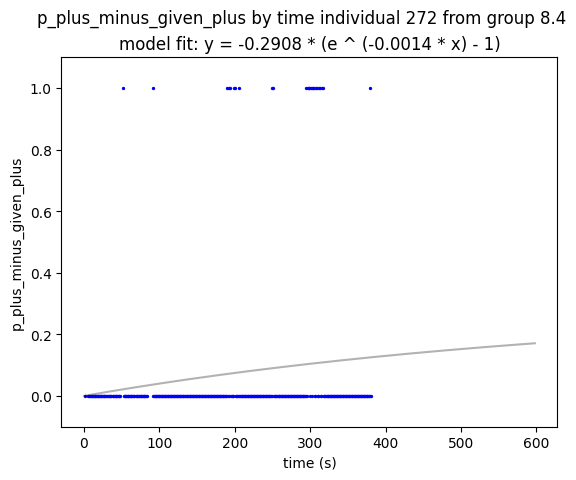 p_plus_minus_given_plus by time individual 272 from group 8.4
model fit: y = -0.2908 * (e ^ (-0.0014 * x) - 1)
1.0
0.8
0.6
0.4
0.2
0.0
p_plus_minus_given_plus
0 100 200 300 400 500 600
time (s)